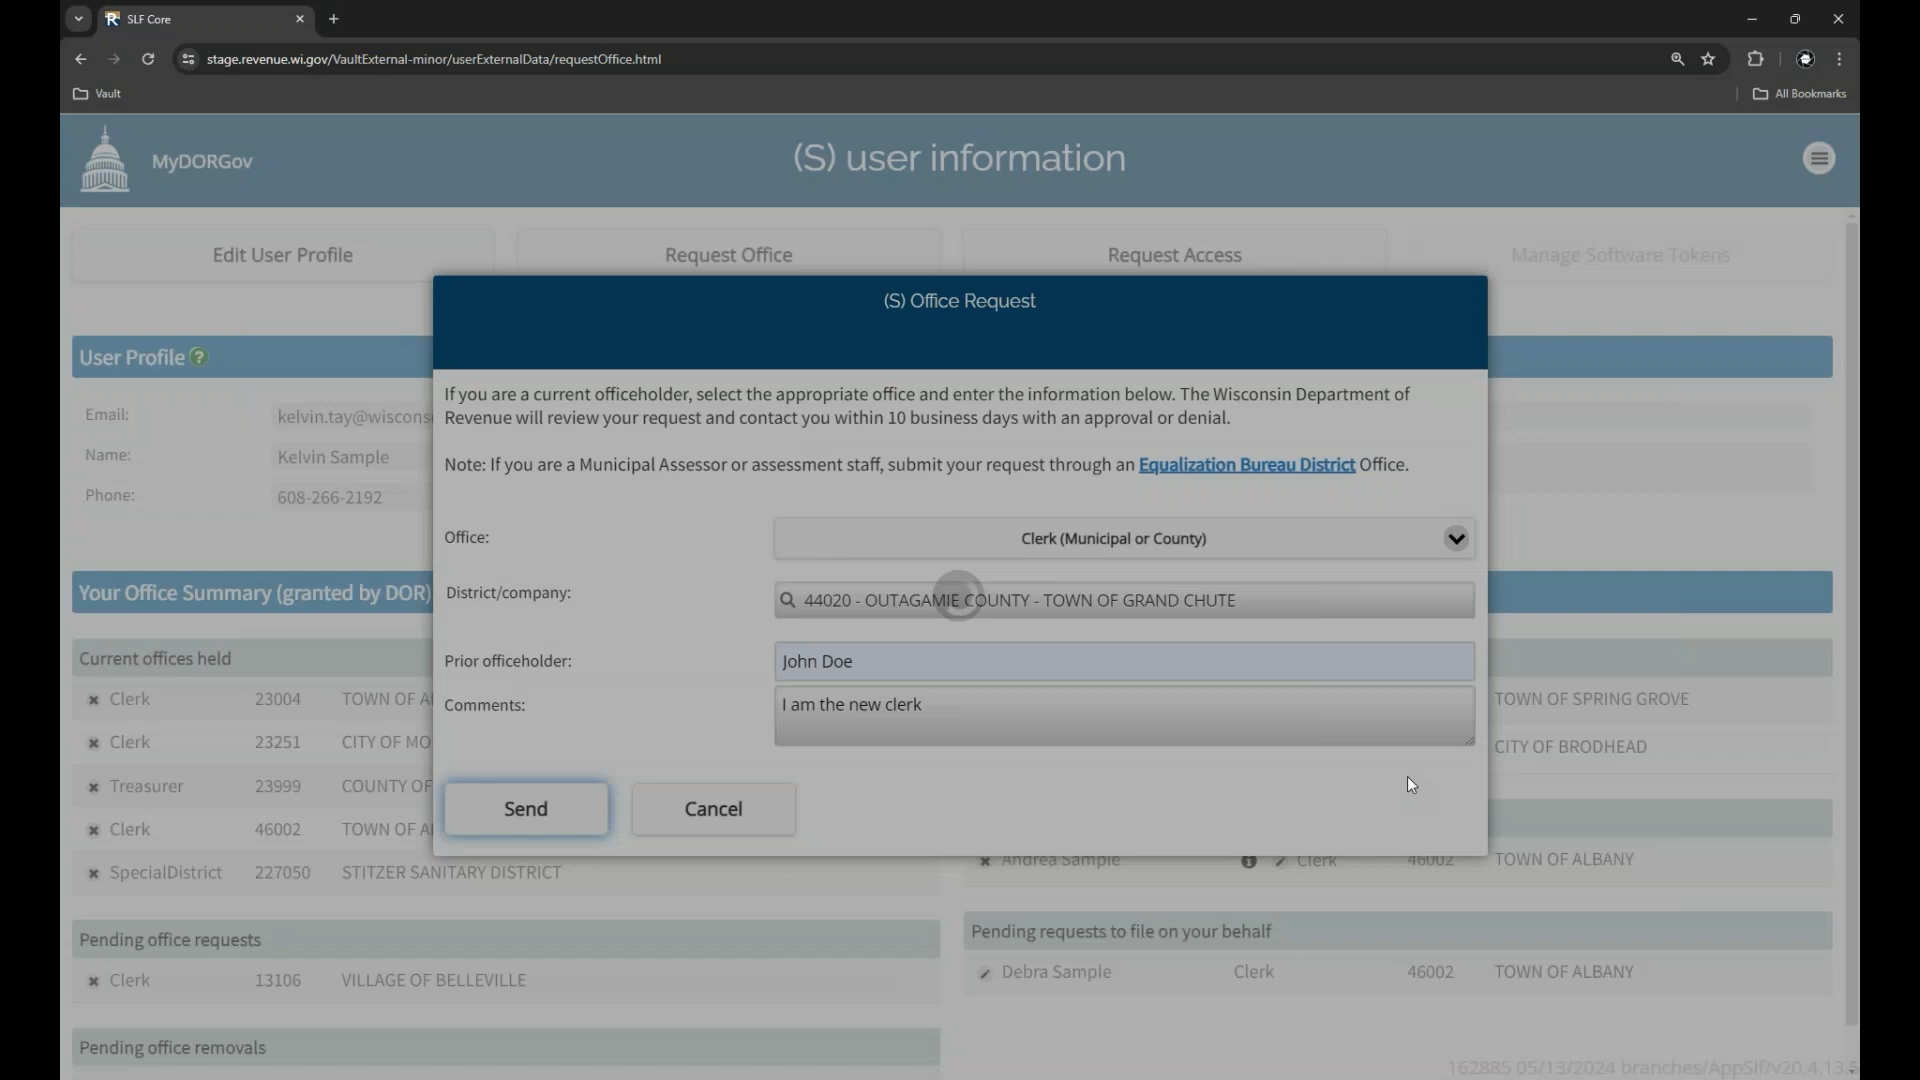 SLF Core
stage.revenue.wi.gov/VaultExternal-minor/userExternalData/requestOffice.html
Vault
All Bookmarks
MyDORGov
(S) user information
Edit User Profile
Request Office
Request Access
Manage Software Tokens
(S) Office Request
User Profile ?
If you are a current officeholder, select the appropriate office and enter the information below. The Wisconsin Department of
Revenue will review your request and contact you within 10 business days with an approval or denial.
Email:
kelvin.tay@wiscons
Name:
Kelvin Sample
Note: If you are a Municipal Assessor or assessment staff, submit your request through an Equalization Bureau District Office.
Phone:
608-266-2192
Office:
Clerk (Municipal or County)
Your Office Summary (granted by DOR)
District/company:
44020 - OUTAGAMIE COUNTY - TOWN OF GRAND CHUTE
Current offices held
Prior officeholder:
John Doe
Clerk 23004 TOWN OF A
Comments:
I am the new clerk
TOWN OF SPRING GROVE
Clerk 23251 CITY OF MO
CITY OF BRODHEAD
Treasurer 23999 COUNTY OF
Send
Cancel
Clerk 46002 TOWN OF A
Andrea Sample Clerk 46002 TOWN OF ALBANY
SpecialDistrict 227050 STITZER SANITARY DISTRICT
Pending office requests
Pending requests to file on your behalf
Clerk 13106 VILLAGE OF BELLEVILLE
Debra Sample Clerk 46002 TOWN OF ALBANY
Pending office removals
162885 05/13/2024 branches/AppSlf/v20.4.13.5